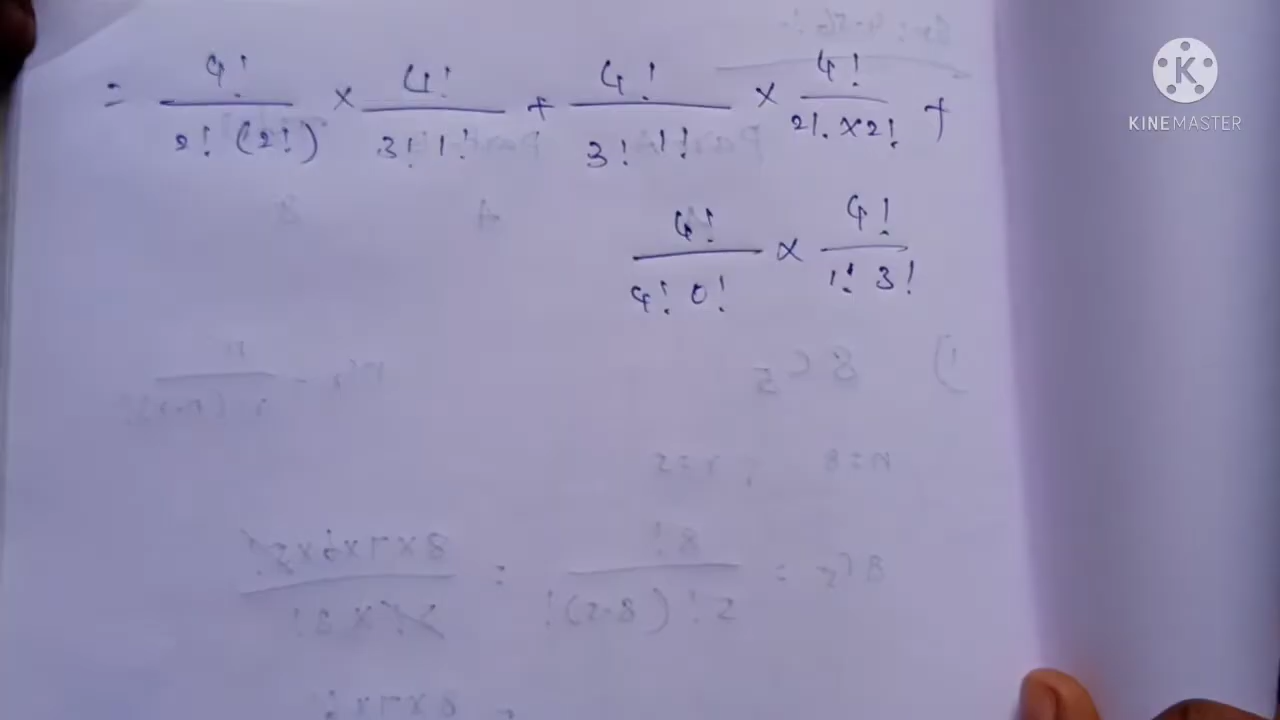 = 4! / 2! (2!) × 4! / 3! 1! + 4! / 3! 1! × 4! / 2! × 2! +
4! / 4! 0! × 4! / 1! 3!
K
KINEMASTER